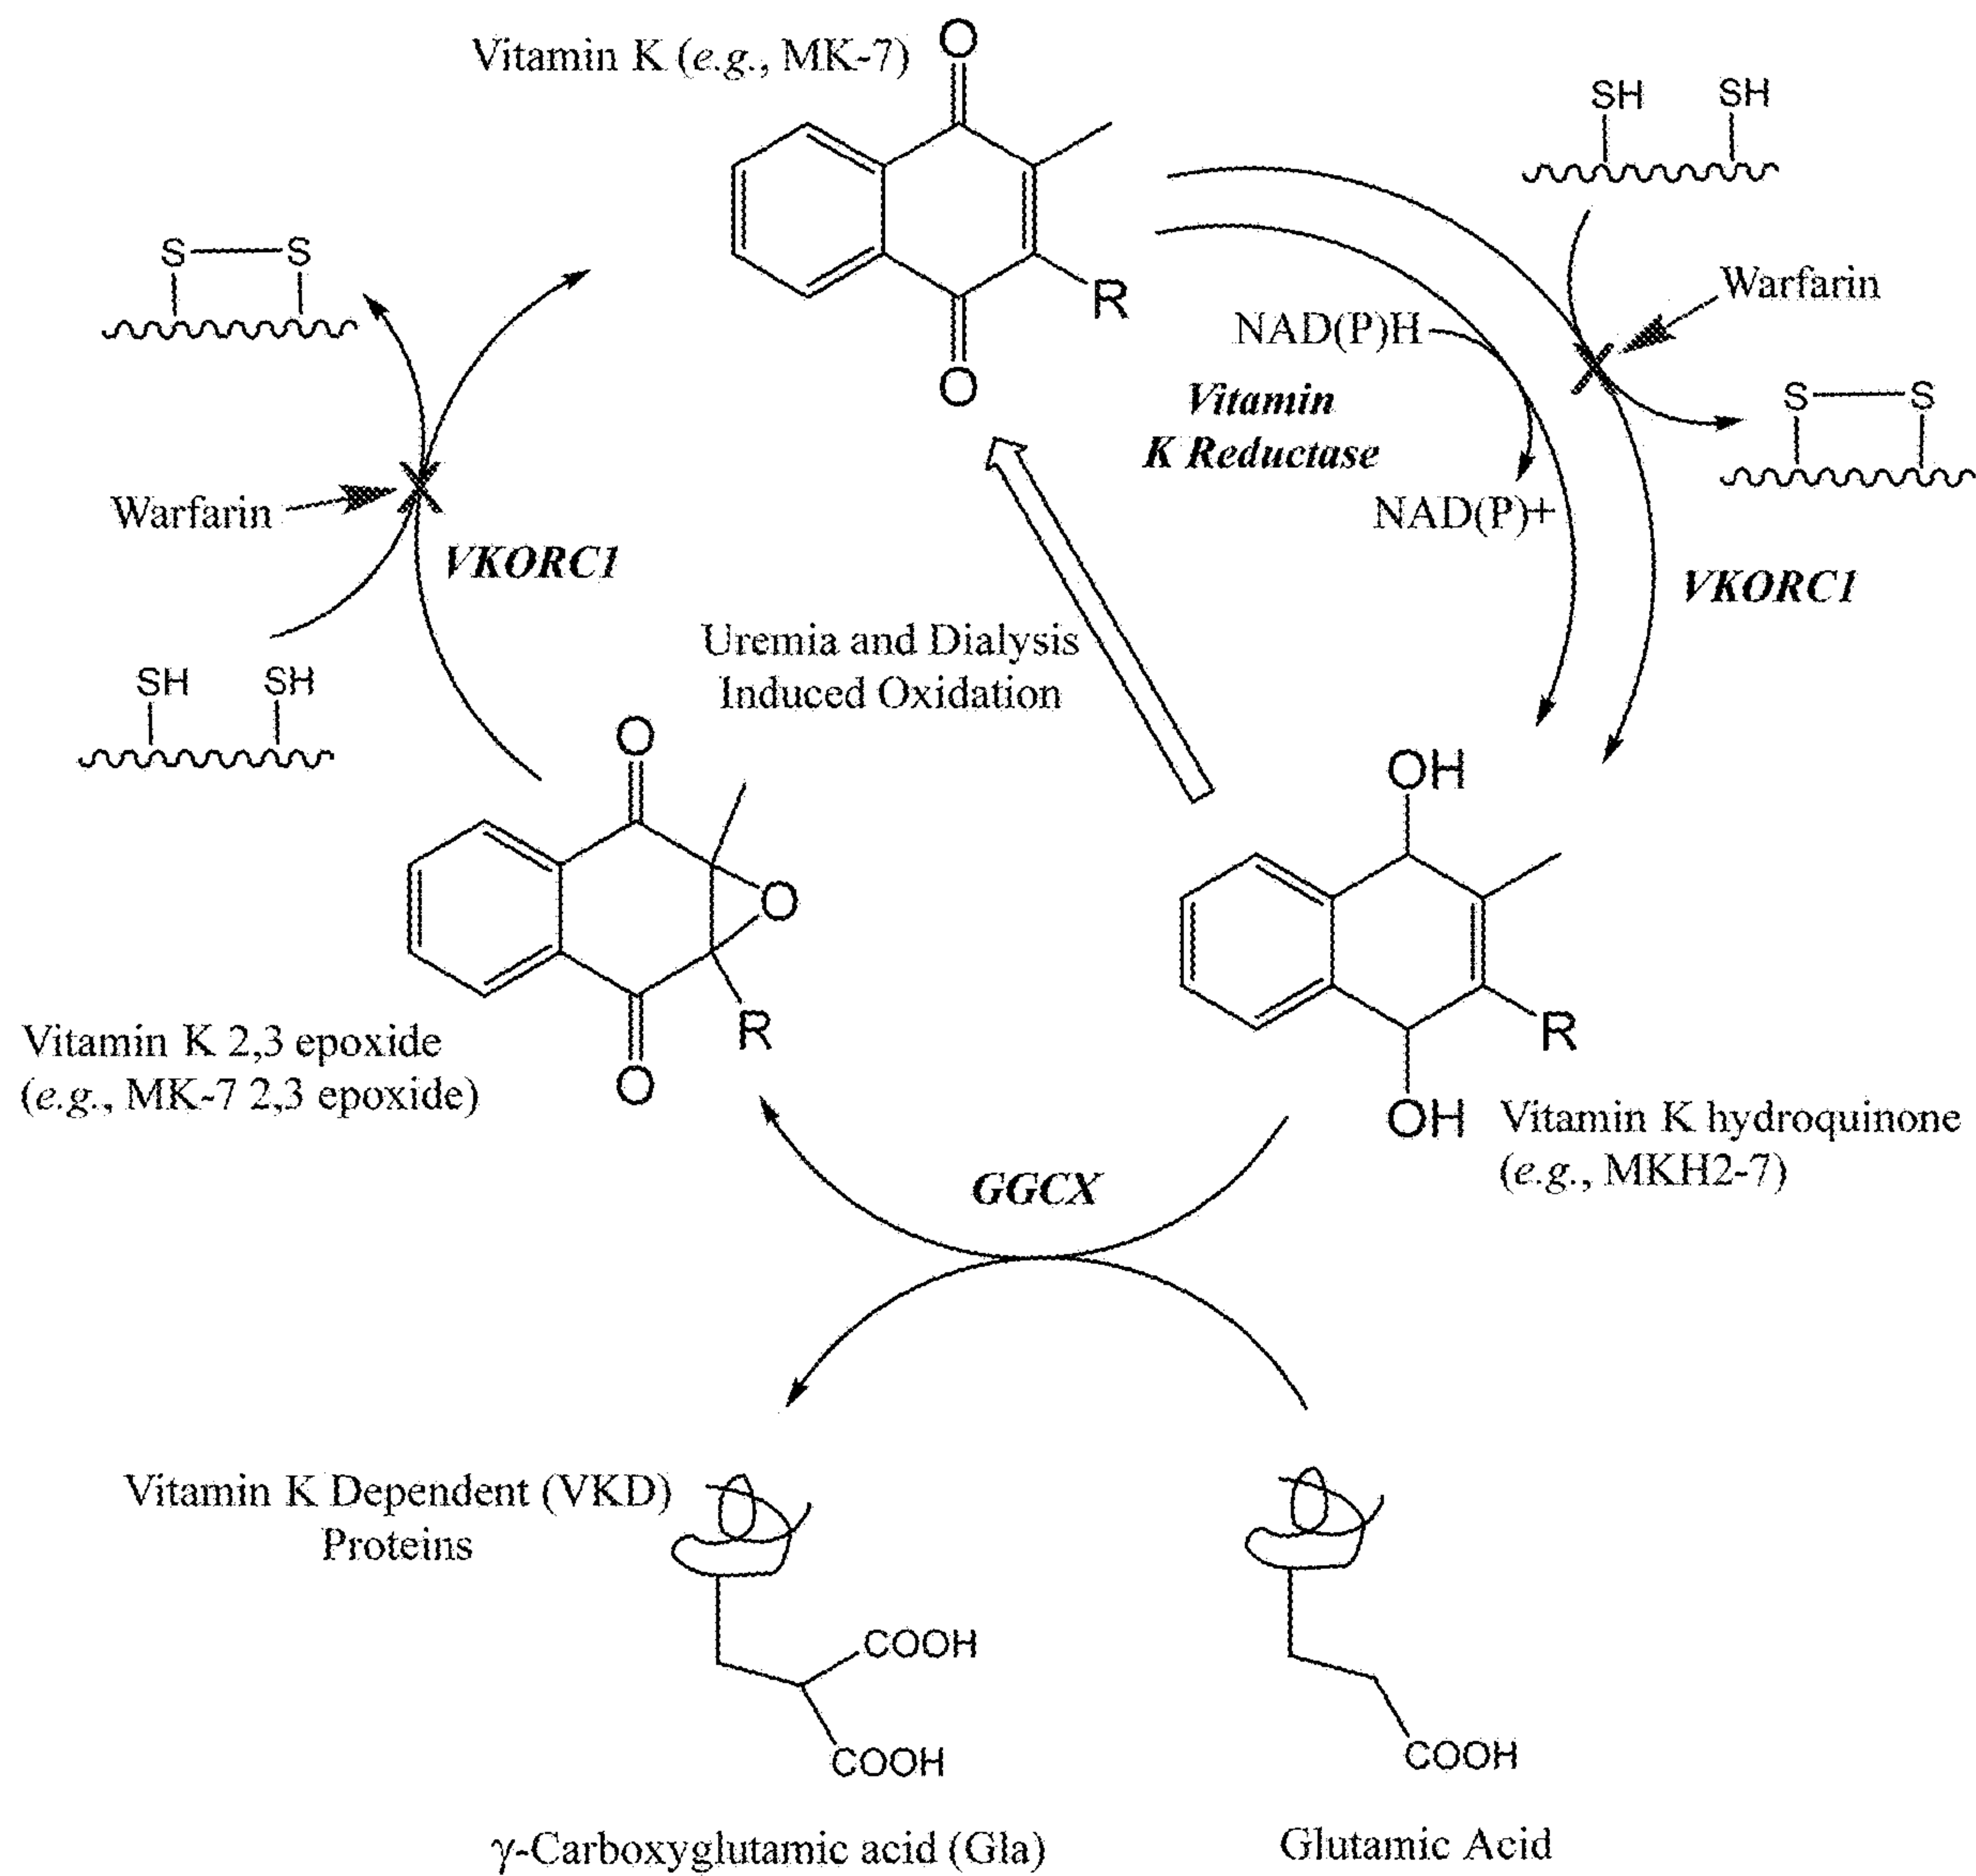 Vitamin K (e.g., MK-7)
O
R
O
SH SH
Warfarin
S S
NAD(P)H
Vitamin
K Reductase
NAD(P)+
VKORC1
S S
Warfarin
VKORC1
SH SH
Uremia and Dialysis
Induced Oxidation
O
O
R
O
Vitamin K 2,3 epoxide
(e.g., MK-7 2,3 epoxide)
OH
R
OH
Vitamin K hydroquinone
(e.g., MKH2-7)
GGCX
Vitamin K Dependent (VKD)
Proteins
COOH
COOH
COOH
γ-Carboxyglutamic acid (Gla)
Glutamic Acid